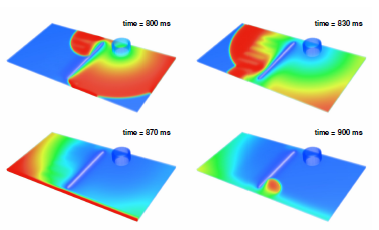 time = 800 ms
time = 830 ms
time = 870 ms
time = 900 ms